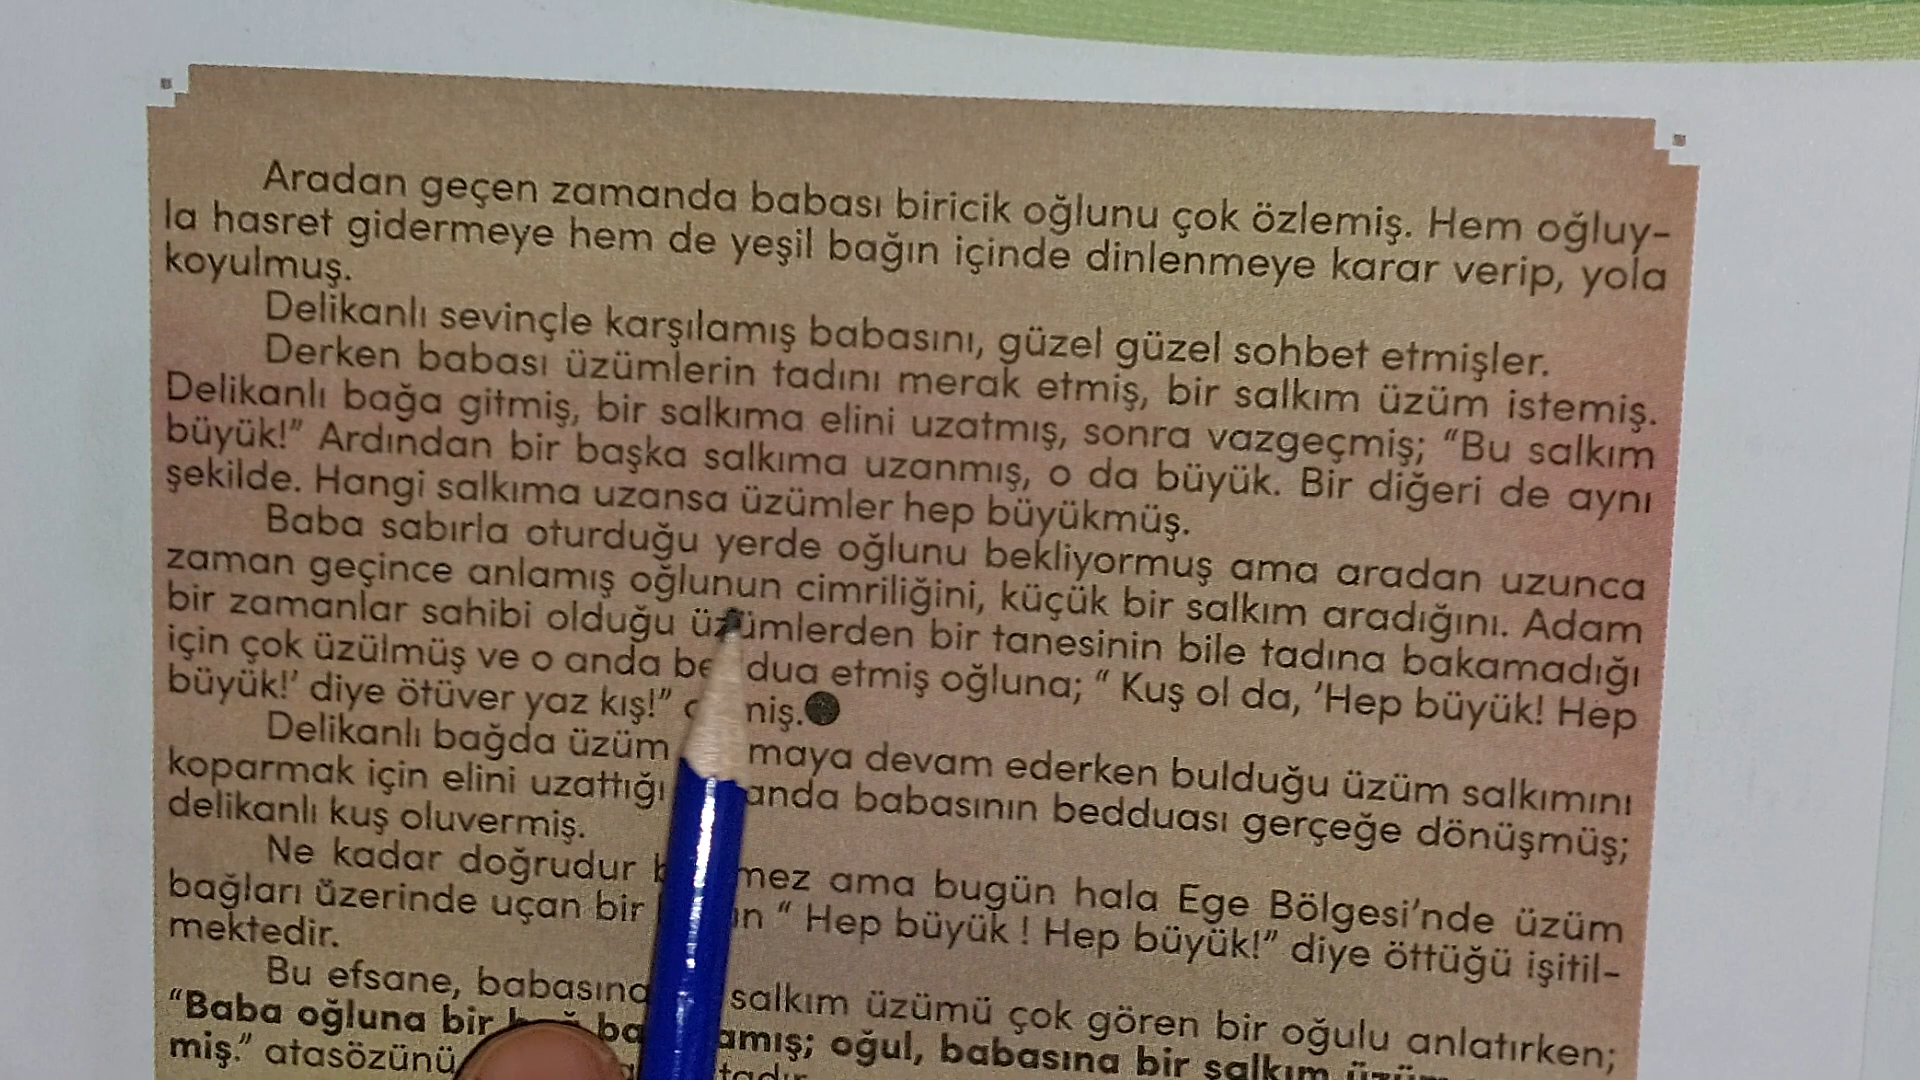 Aradan geçen zamanda babası biricik oğlunu çok özlemiş. Hem oğluy-
la hasret gidermeye hem de yeşil bağın içinde dinlenmeye karar verip, yola
koyulmuş.
Delikanlı sevinçle karşılamış babasını, güzel güzel sohbet etmişler.
Derken babası üzümlerin tadını merak etmiş, bir salkım üzüm istemiş.
Delikanlı bağa gitmiş, bir salkıma elini uzatmış, sonra vazgeçmiş; “Bu salkım
büyük!” Ardından bir başka salkıma uzanmış, o da büyük. Bir diğeri de aynı
şekilde. Hangi salkıma uzansa üzümler hep büyükmüş.
Baba sabırla oturduğu yerde oğlunu bekliyormuş ama aradan uzunca
zaman geçince anlamış oğlunun cimriliğini, küçük bir salkım aradığını. Adam
bir zamanlar sahibi olduğu üzümlerden bir tanesinin bile tadına bakamadığı
için çok üzülmüş ve o anda beddua etmiş oğluna; “ Kuş ol da, ’Hep büyük! Hep
büyük!’ diye ötüver yaz kış!”
Delikanlı bağda üzüm devam ederken bulduğu üzüm salkımını
koparmak için elini uzattığı anda babasının bedduası gerçeğe dönüşmüş;
delikanlı kuş oluvermiş.
Ne kadar doğrudur ama bugün hala Ege Bölgesi’nde üzüm
bağları üzerinde uçan bir “ Hep büyük ! Hep büyük!” diye öttüğü işitil-
mektedir.
Bu efsane, babasına salkım üzümü çok gören bir oğulu anlatırken;
“Baba oğluna bir oğul, babasına bir salkım
miş.” atasözünü